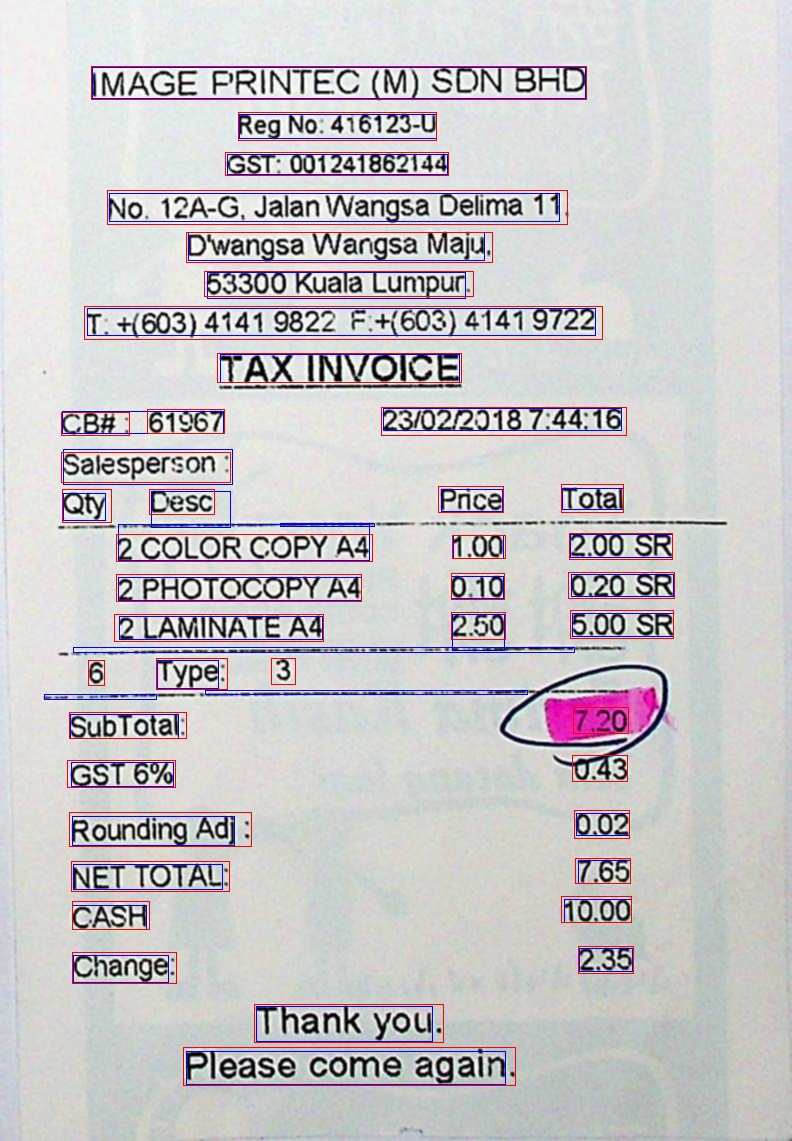 IMAGE PRINTEC (M) SDN BHD
Reg No: 416123-U
GST: 001241862144
No. 12A-G, Jalan Wangsa Delima 11,
D'wangsa Wangsa Maju,
53300 Kuala Lumpur.
T: +(603) 4141 9822 F:+(603) 4141 9722
TAX INVOICE
CB# : 61967 23/02/2018 7:44:16
Salesperson :
Qty Desc Price Total
2 COLOR COPY A4 1.00 2.00 SR
2 PHOTOCOPY A4 0.10 0.20 SR
2 LAMINATE A4 2.50 5.00 SR
6 Type: 3
SubTotal: 7.20
GST 6% 0.43
Rounding Adj : 0.02
NET TOTAL: 7.65
CASH 10.00
Change: 2.35
Thank you.
Please come again.